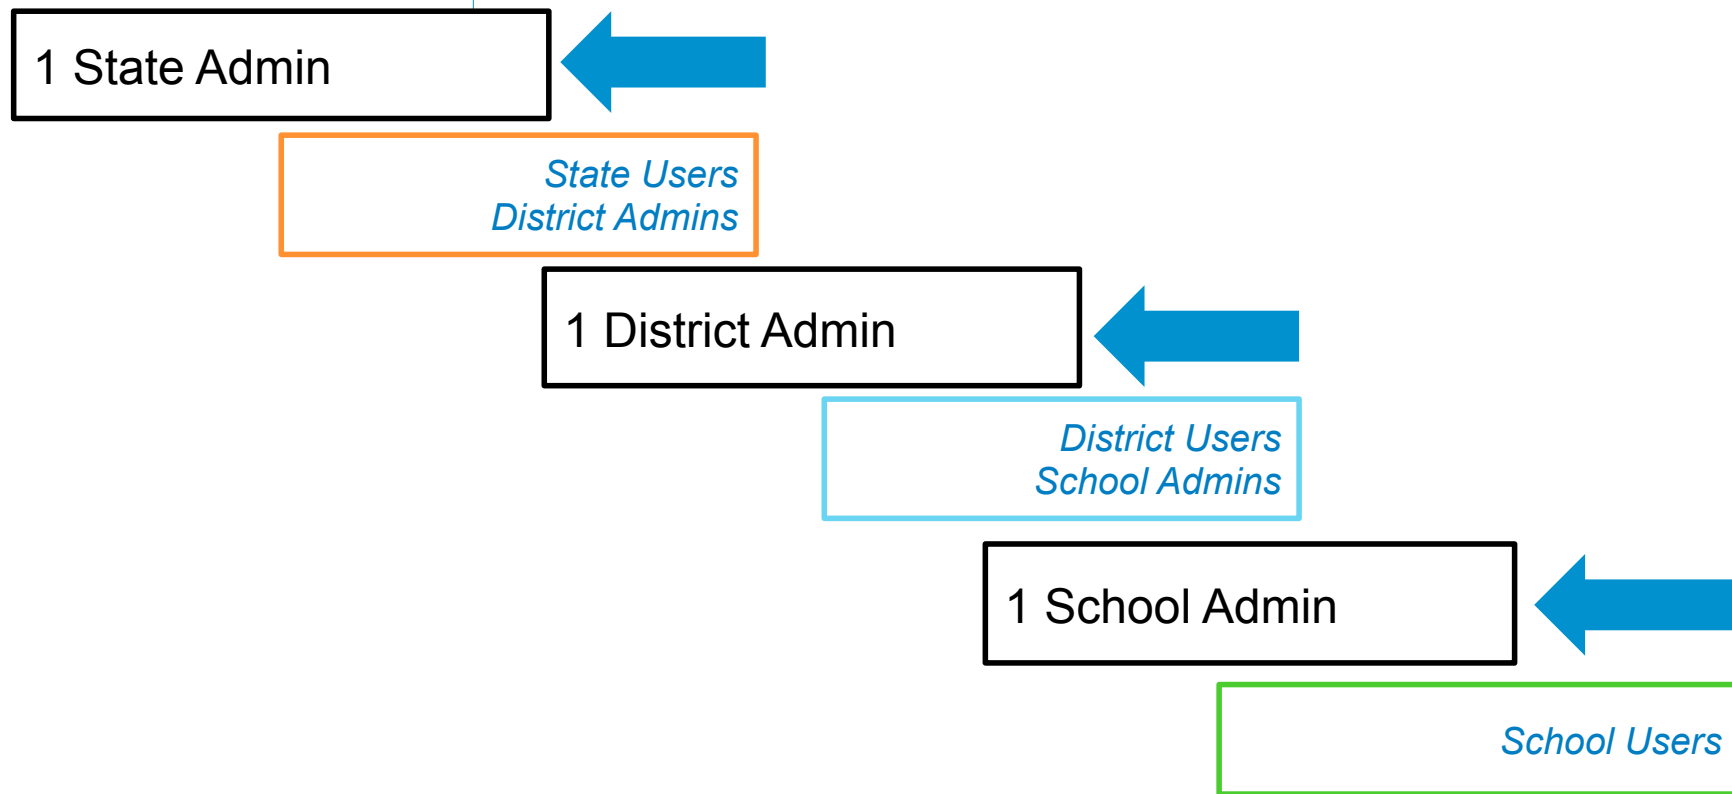 1 State Admin
State Users
District Admins
1 District Admin
District Users
School Admins
1 School Admin
School Users